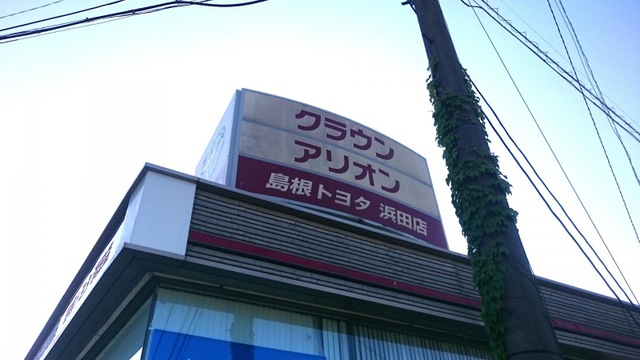 クラウン
アリオン
島根トヨタ 浜田店